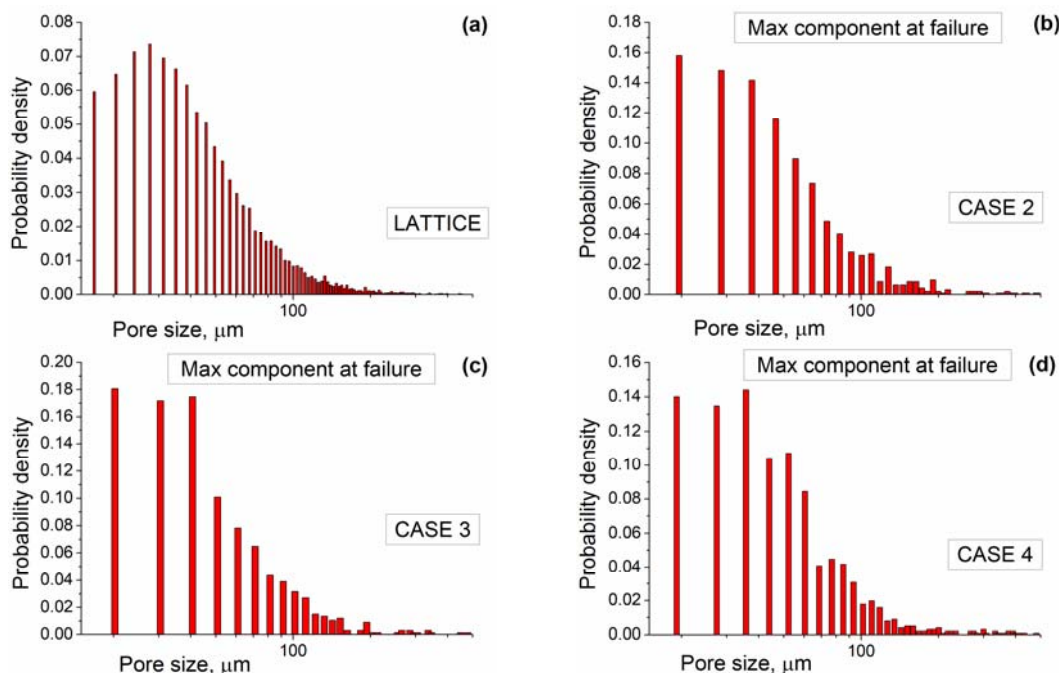 (a)
0.08
0.07
0.06
0.05
0.04
0.03
0.02
0.01
0.00
Probability density
LATTICE
100
Pore size, μm
(b)
Max component at failure
0.18
0.16
0.14
0.12
0.10
0.08
0.06
0.04
0.02
0.00
Probability density
CASE 2
100
Pore size, μm
(c)
Max component at failure
0.20
0.18
0.16
0.14
0.12
0.10
0.08
0.06
0.04
0.02
0.00
Probability density
CASE 3
100
Pore size, μm
(d)
Max component at failure
0.16
0.14
0.12
0.10
0.08
0.06
0.04
0.02
0.00
Probability density
CASE 4
100
Pore size, μm